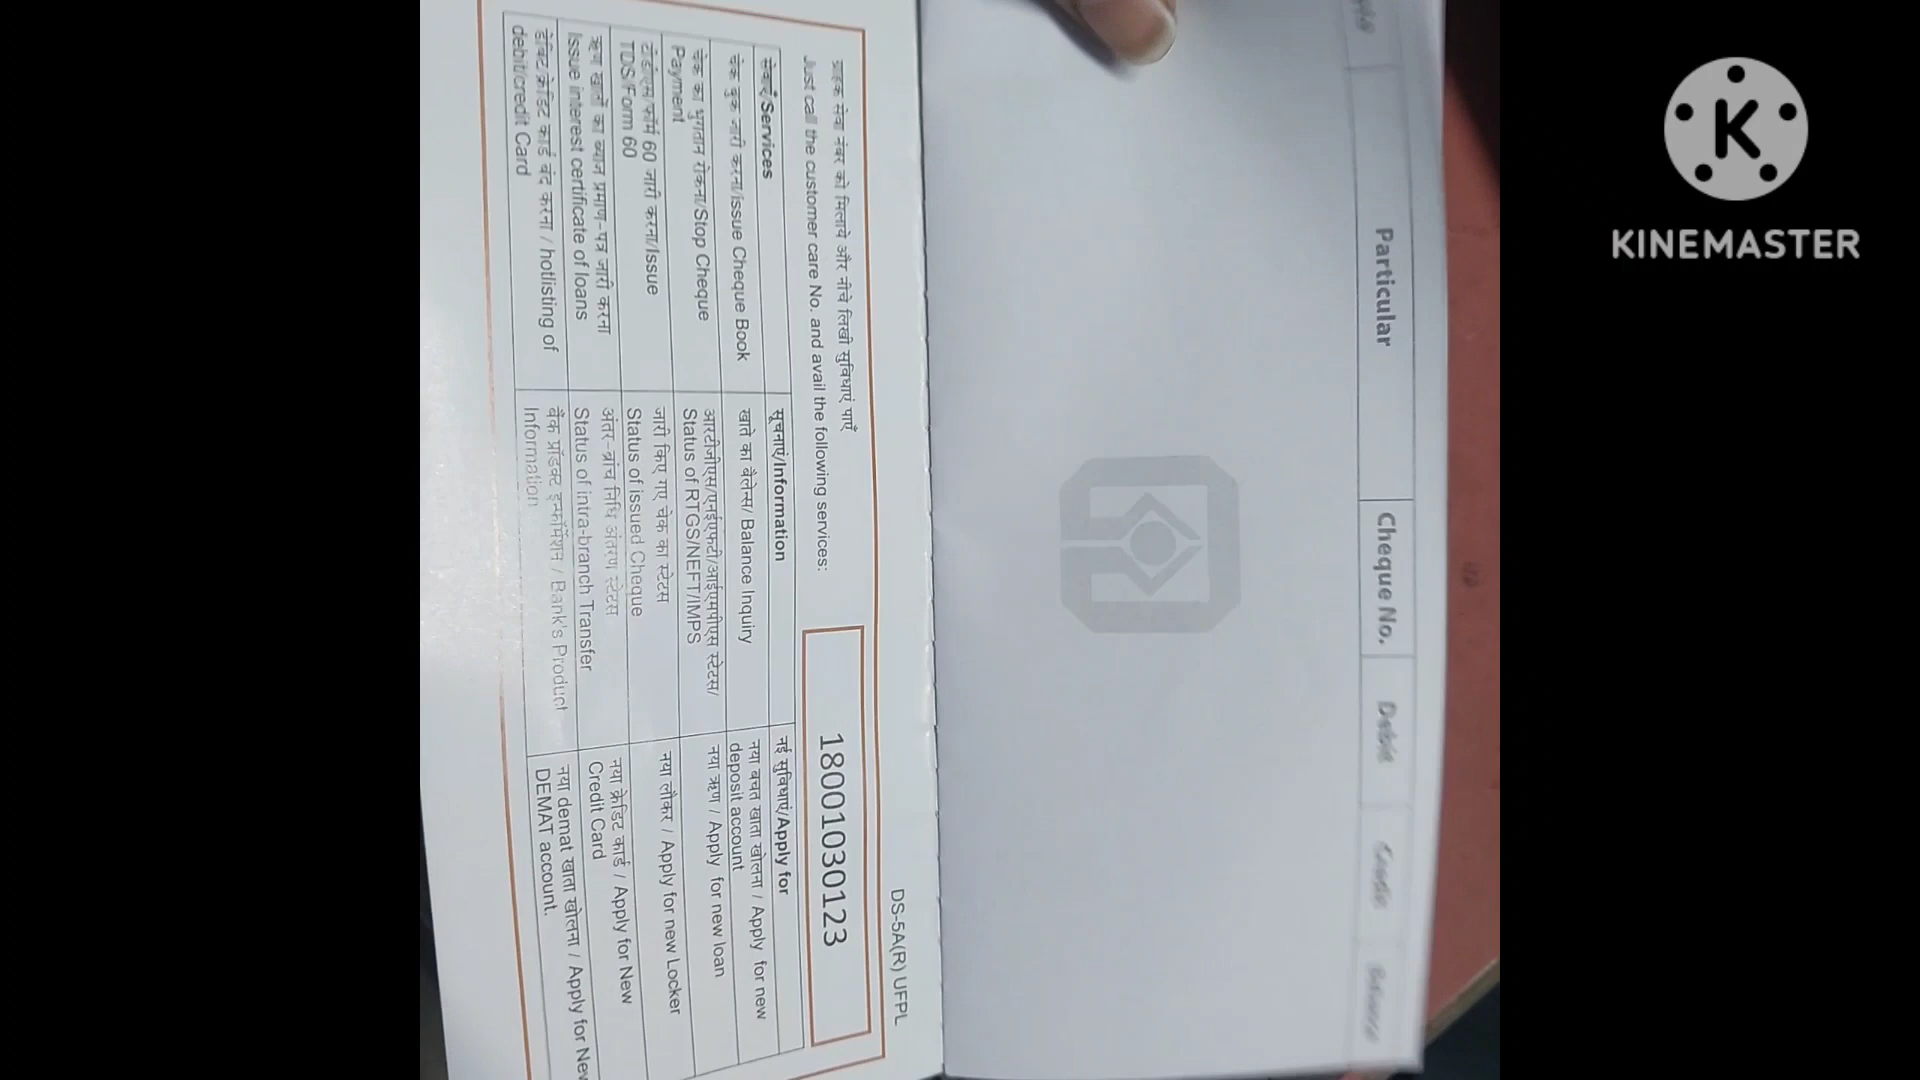 KINEMASTER
DS-5A(R) UFPL
ग्राहक सेवा नंबर को मिलाये और नीचे लिखी सुविधाएं पाएँ
Just call the customer care No. and avail the following services:
18001030123
सेवाएँ/Services
सूचनाएं/Information
नई सुविधाएं/Apply for
चेक बुक जारी करना/issue Cheque Book
खाते का बैलेन्स/ Balance Inquiry
नया बचत खाता खोलना / Apply for new
deposit account
चेक का भुगतान रोकना/Stop Cheque
Payment
आरटीजीएस/एनईएफटी/आईएमपीएस स्टेटस/
Status of RTGS/NEFT/IMPS
नया ऋण / Apply for new loan
टीडीएस/फॉर्म 60 जारी करना/Issue
TDS/Form 60
जारी किए गए चेक का स्टेटस
Status of issued Cheque
नया लौकर / Apply for new Locker
ऋण खातों का ब्याज प्रमाण-पत्र जारी करना
Issue interest certificate of loans
अंतर-ब्रांच निधि अंतरण स्टेटस
Status of intra-branch Transfer
नया क्रेडिट कार्ड / Apply for New
Credit Card
डेबिट/क्रेडिट कार्ड बंद करना / hotlisting of
debit/credit Card
बैंक प्रॉडक्ट इन्फॉर्मेशन / Bank's Product
Information
नया demat खाता खोलना / Apply for New
DEMAT account.
Particular
Cheque No.
Debit
Credit
Balance